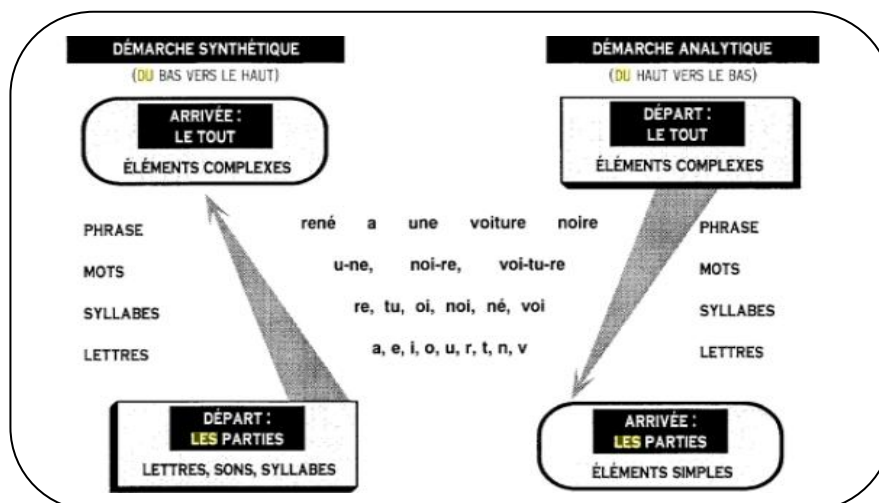 DÉMARCHE SYNTHÉTIQUE
(DU BAS VERS LE HAUT)
ARRIVÉE :
LE TOUT
ÉLÉMENTS COMPLEXES
DÉMARCHE ANALYTIQUE
(DU HAUT VERS LE BAS)
DÉPART :
LE TOUT
ÉLÉMENTS COMPLEXES
PHRASE
rené a une voiture noire
PHRASE
MOTS
u-ne, noi-re, voi-tu-re
MOTS
SYLLABES
re, tu, oi, noi, né, voi
SYLLABES
LETTRES
a, e, i, o, u, r, t, n, v
LETTRES
DÉPART :
LES PARTIES
LETTRES, SONS, SYLLABES
ARRIVÉE :
LES PARTIES
ÉLÉMENTS SIMPLES